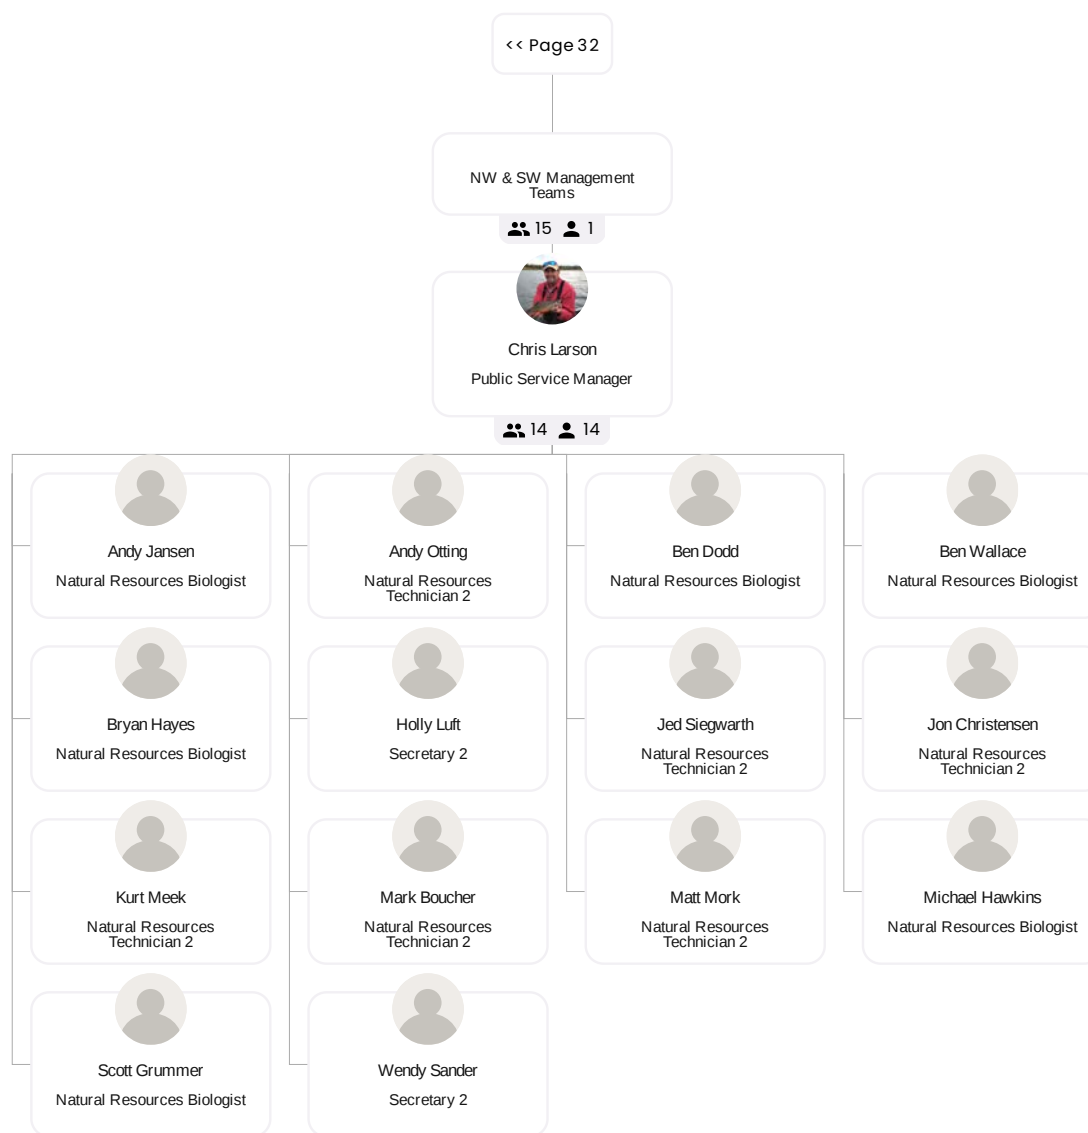 << Page 32
NW & SW Management
Teams
15 1
Chris Larson
Public Service Manager
14 14
Andy Jansen
Natural Resources Biologist
Andy Otting
Natural Resources
Technician 2
Ben Dodd
Natural Resources Biologist
Ben Wallace
Natural Resources Biologist
Bryan Hayes
Natural Resources Biologist
Holly Luft
Secretary 2
Jed Siegwarth
Natural Resources
Technician 2
Jon Christensen
Natural Resources
Technician 2
Kurt Meek
Natural Resources
Technician 2
Mark Boucher
Natural Resources
Technician 2
Matt Mork
Natural Resources
Technician 2
Michael Hawkins
Natural Resources Biologist
Scott Grummer
Natural Resources Biologist
Wendy Sander
Secretary 2